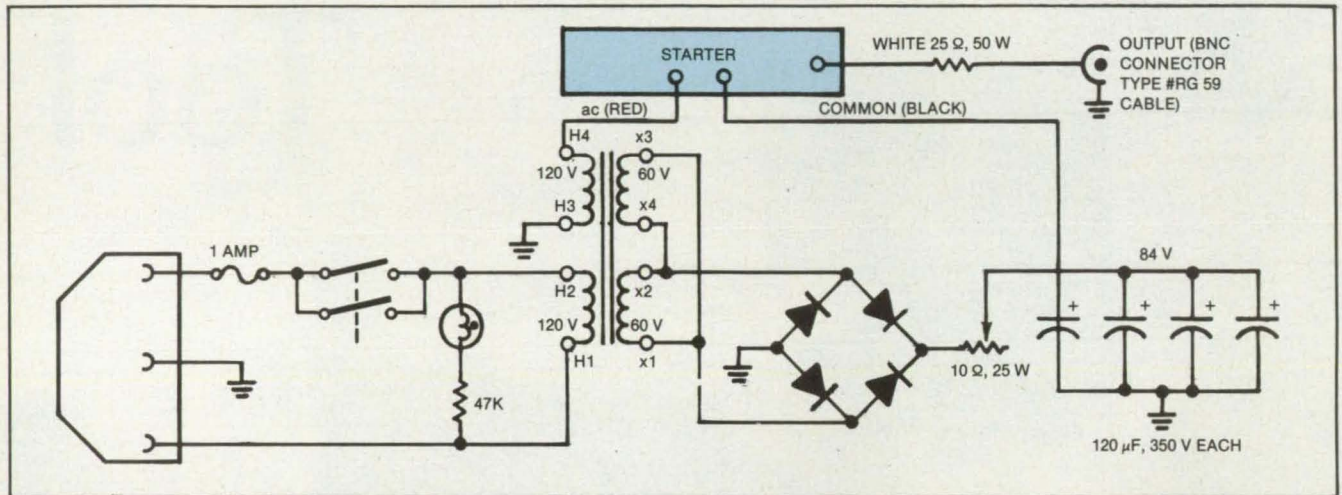 STARTER
WHITE 25 Ω, 50 W
OUTPUT (BNC
CONNECTOR
TYPE #RG 59
CABLE)
ac (RED)
COMMON (BLACK)
H4
x3
120 V
60 V
H3
x4
1 AMP
84 V
H2
x2
120 V
60 V
H1
x1
+
+
+
+
10 Ω, 25 W
47K
120 μF, 350 V EACH